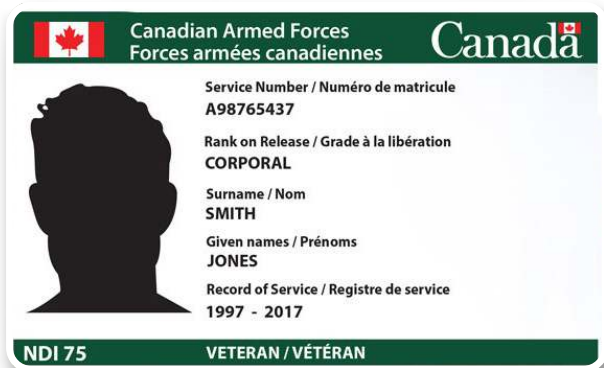 Canadian Armed Forces
Forces armées canadiennes
Canada
Service Number / Numéro de matricule
A98765437
Rank on Release / Grade à la libération
CORPORAL
Surname / Nom
SMITH
Given names / Prénoms
JONES
Record of Service / Registre de service
1997 - 2017
NDI 75
VETERAN / VÉTÉRAN